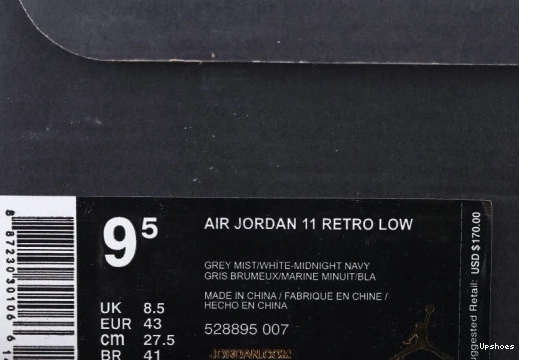 9⁵
AIR JORDAN 11 RETRO LOW
GREY MIST/WHITE-MIDNIGHT NAVY
GRIS BRUMEUX/MARINE MINUIT/BLA
MADE IN CHINA / FABRIQUE EN CHINE /
HECHO EN CHINA
528895 007
UK 8.5
EUR 43
cm 27.5
BR 41
JORDAN.COM
Retail: USD $170.00
Upshoes